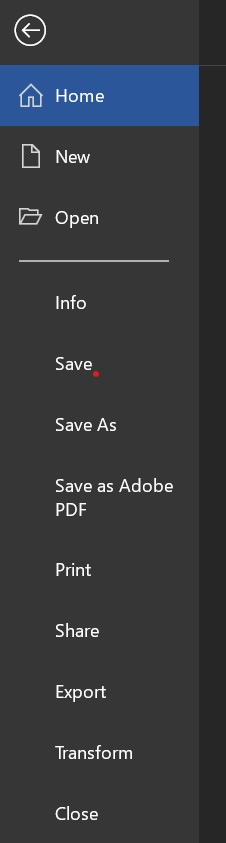 Home
New
Open
Info
Save
Save As
Save as Adobe
PDF
Print
Share
Export
Transform
Close